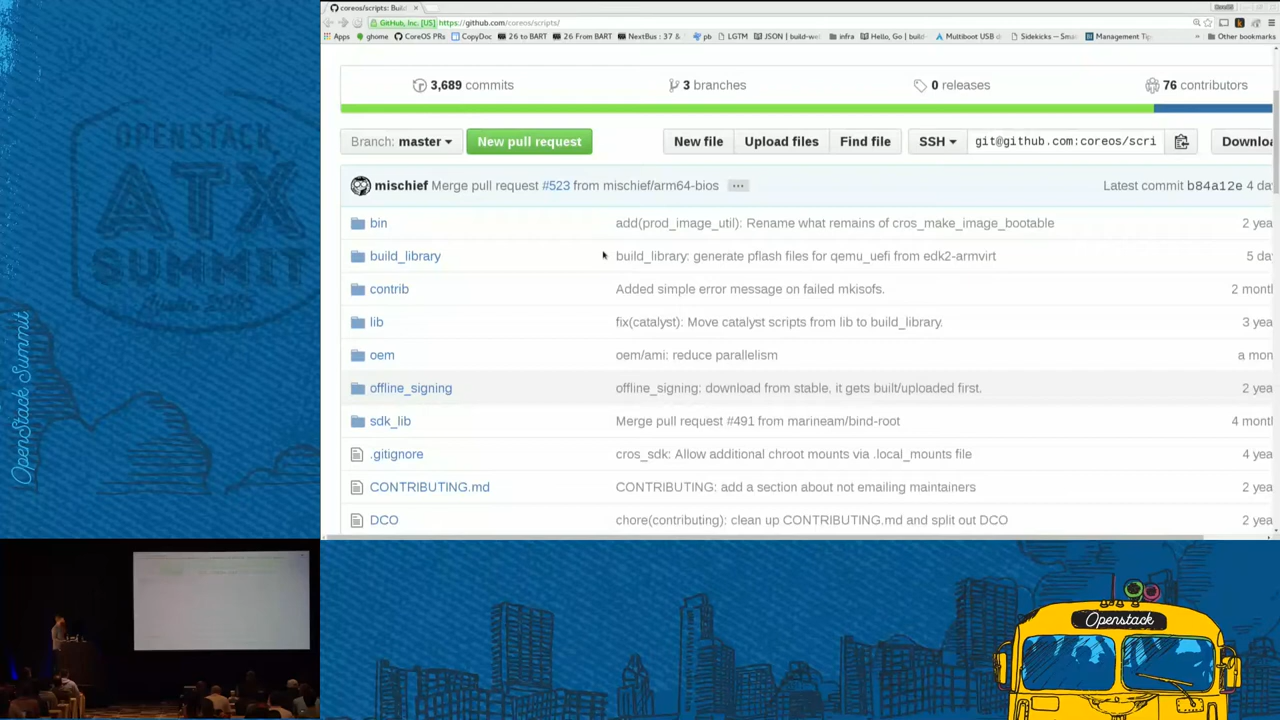 coreos/scripts: Buil
GitHub, Inc. [US] https://github.com/coreos/scripts/
Apps ghome CoreOS PRs CopyDoc 26 to BART 26 From BART NextBus : 37 & pb LGTM JSON | build-we infra Hello, Go | build- Multiboot USB d Sidekicks — Smal Management Tip » Other bookmarks
3,689 commits 3 branches 0 releases 76 contributors
Branch: master New pull request New file Upload files Find file SSH git@github.com:coreos/scri Downlo
mischief Merge pull request #523 from mischief/arm64-bios … Latest commit b84a12e 4 da
bin add(prod_image_util): Rename what remains of cros_make_image_bootable 2 yea
build_library build_library: generate pflash files for qemu_uefi from edk2-armvirt 5 da
contrib Added simple error message on failed mkisofs. 2 mont
lib fix(catalyst): Move catalyst scripts from lib to build_library. 3 yea
oem oem/ami: reduce parallelism a mon
offline_signing offline_signing: download from stable, it gets built/uploaded first. 2 yea
sdk_lib Merge pull request #491 from marineam/bind-root 4 mont
.gitignore cros_sdk: Allow additional chroot mounts via .local_mounts file 4 yea
CONTRIBUTING.md CONTRIBUTING: add a section about not emailing maintainers 2 yea
DCO chore(contributing): clean up CONTRIBUTING.md and split out DCO 2 yea
OPENSTACK
ATX
SUMMIT
OpenStack Summit
Openstack